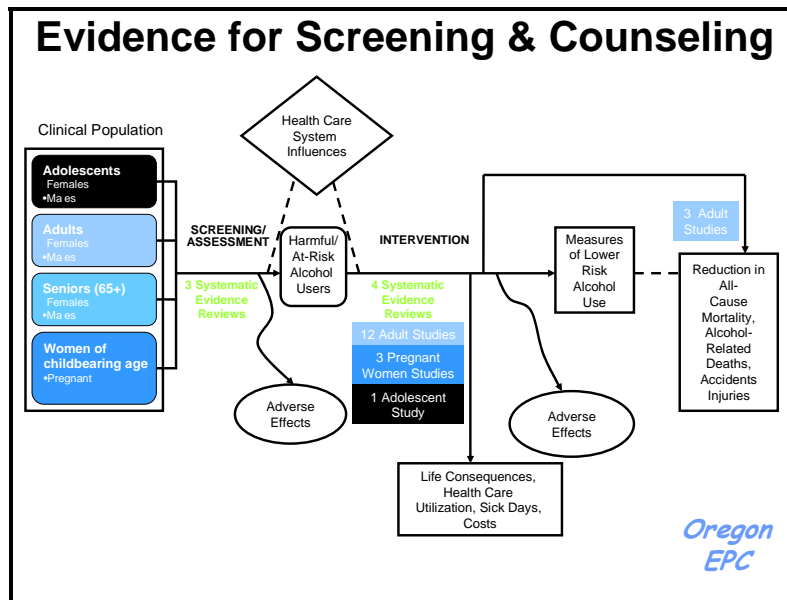 Evidence for Screening & Counseling
Clinical Population
Adolescents
Females
•Ma es
Adults
Females
•Ma es
Seniors (65+)
Females
•Ma es
Women of
childbearing age
•Pregnant
Health Care
System
Influences
SCREENING/
ASSESSMENT
3 Systematic
Evidence
Reviews
Harmful/
At-Risk
Alcohol
Users
Adverse
Effects
INTERVENTION
4 Systematic
Evidence
Reviews
12 Adult Studies
3 Pregnant
Women Studies
1 Adolescent
Study
Life Consequences,
Health Care
Utilization, Sick Days,
Costs
Adverse
Effects
Measures
of Lower
Risk
Alcohol
Use
3 Adult
Studies
Reduction in
All-
Cause
Mortality,
Alcohol-
Related
Deaths,
Accidents
Injuries
Oregon
EPC